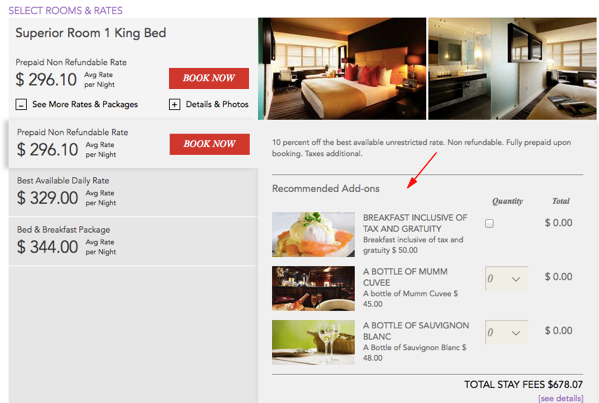 SELECT ROOMS & RATES
Superior Room 1 King Bed
Prepaid Non Refundable Rate
$ 296.10 Avg Rate per Night
BOOK NOW
See More Rates & Packages
Details & Photos
Prepaid Non Refundable Rate
$ 296.10 Avg Rate per Night
BOOK NOW
Best Available Daily Rate
$ 329.00 Avg Rate per Night
Bed & Breakfast Package
$ 344.00 Avg Rate per Night
10 percent off the best available unrestricted rate. Non refundable. Fully prepaid upon
booking. Taxes additional.
Recommended Add-ons
Quantity Total
BREAKFAST INCLUSIVE OF
TAX AND GRATUITY
Breakfast inclusive of tax and
gratuity $ 50.00
$ 0.00
A BOTTLE OF MUMM
CUVEE
A bottle of Mumm Cuvee $
45.00
0
$ 0.00
A BOTTLE OF SAUVIGNON
BLANC
A Bottle of Sauvignon Blanc $
48.00
0
$ 0.00
TOTAL STAY FEES $678.07
[see details]